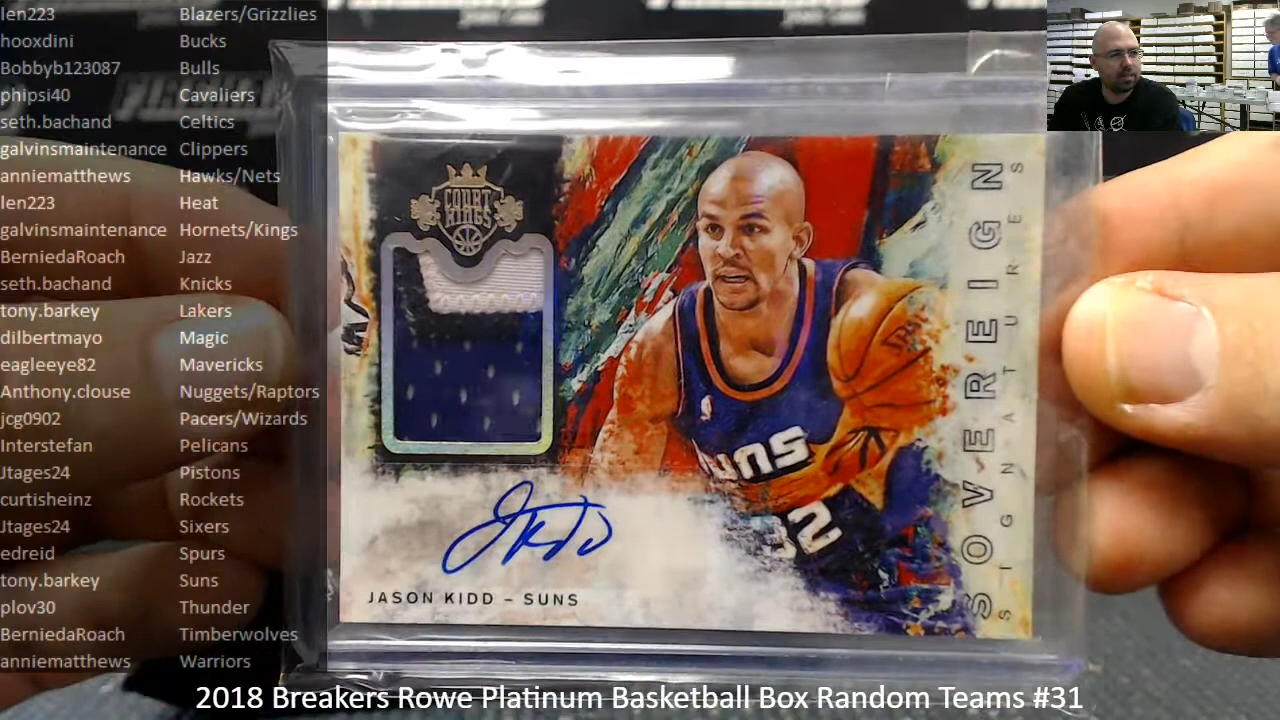 len223 Blazers/Grizzlies
hooxdini Bucks
Bobbyb123087 Bulls
phipsi40 Cavaliers
seth.bachand Celtics
galvinsmaintenance Clippers
anniematthews Hawks/Nets
len223 Heat
galvinsmaintenance Hornets/Kings
BerniedaRoach Jazz
seth.bachand Knicks
tony.barkey Lakers
dilbertmayo Magic
eagleeye82 Mavericks
Anthony.clouse Nuggets/Raptors
jcg0902 Pacers/Wizards
Interstefan Pelicans
Jtages24 Pistons
curtisheinz Rockets
Jtages24 Sixers
edreid Spurs
tony.barkey Suns
plov30 Thunder
BerniedaRoach Timberwolves
anniematthews Warriors
COURT
KINGS
SUNS
32
SOVEREIGN
SIGNATURES
JASON KIDD – SUNS
2018 Breakers Rowe Platinum Basketball Box Random Teams #31